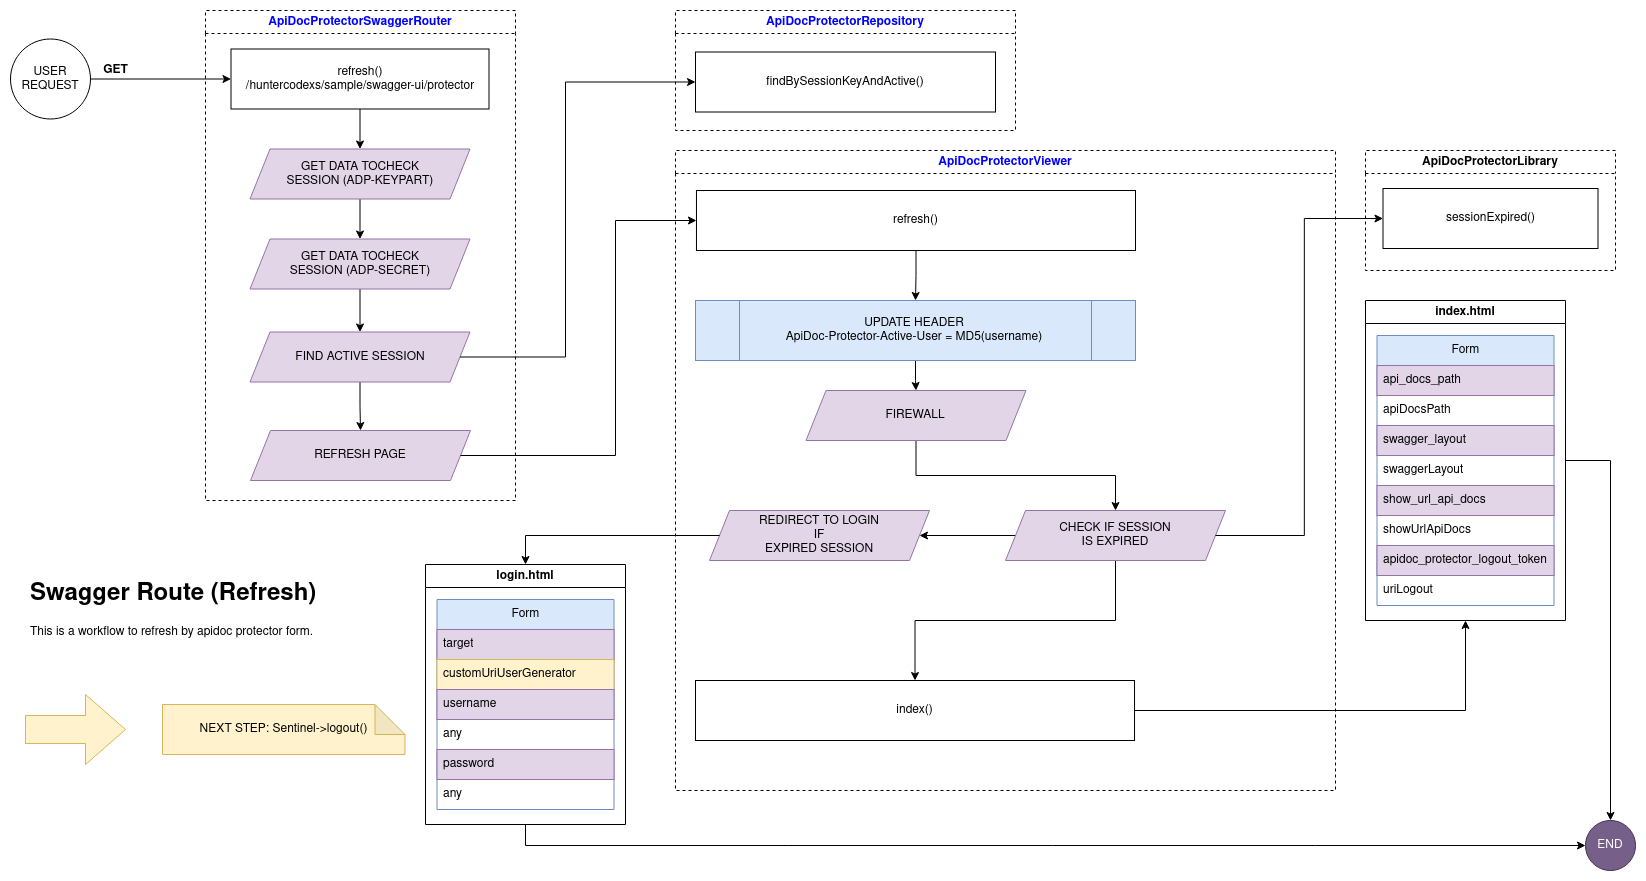 USER
REQUEST
GET
ApiDocProtectorSwaggerRouter
refresh()
/huntercodexs/sample/swagger-ui/protector
GET DATA TOCHECK
SESSION (ADP-KEYPART)
GET DATA TOCHECK
SESSION (ADP-SECRET)
FIND ACTIVE SESSION
REFRESH PAGE
ApiDocProtectorRepository
findBySessionKeyAndActive()
ApiDocProtectorViewer
refresh()
UPDATE HEADER
ApiDoc-Protector-Active-User = MD5(username)
FIREWALL
CHECK IF SESSION
IS EXPIRED
REDIRECT TO LOGIN
IF
EXPIRED SESSION
index()
ApiDocProtectorLibrary
sessionExpired()
index.html
Form
api_docs_path
apiDocsPath
swagger_layout
swaggerLayout
show_url_api_docs
showUrlApiDocs
apidoc_protector_logout_token
uriLogout
login.html
Form
target
customUriUserGenerator
username
any
password
any
Swagger Route (Refresh)
This is a workflow to refresh by apidoc protector form.
NEXT STEP: Sentinel->logout()
END